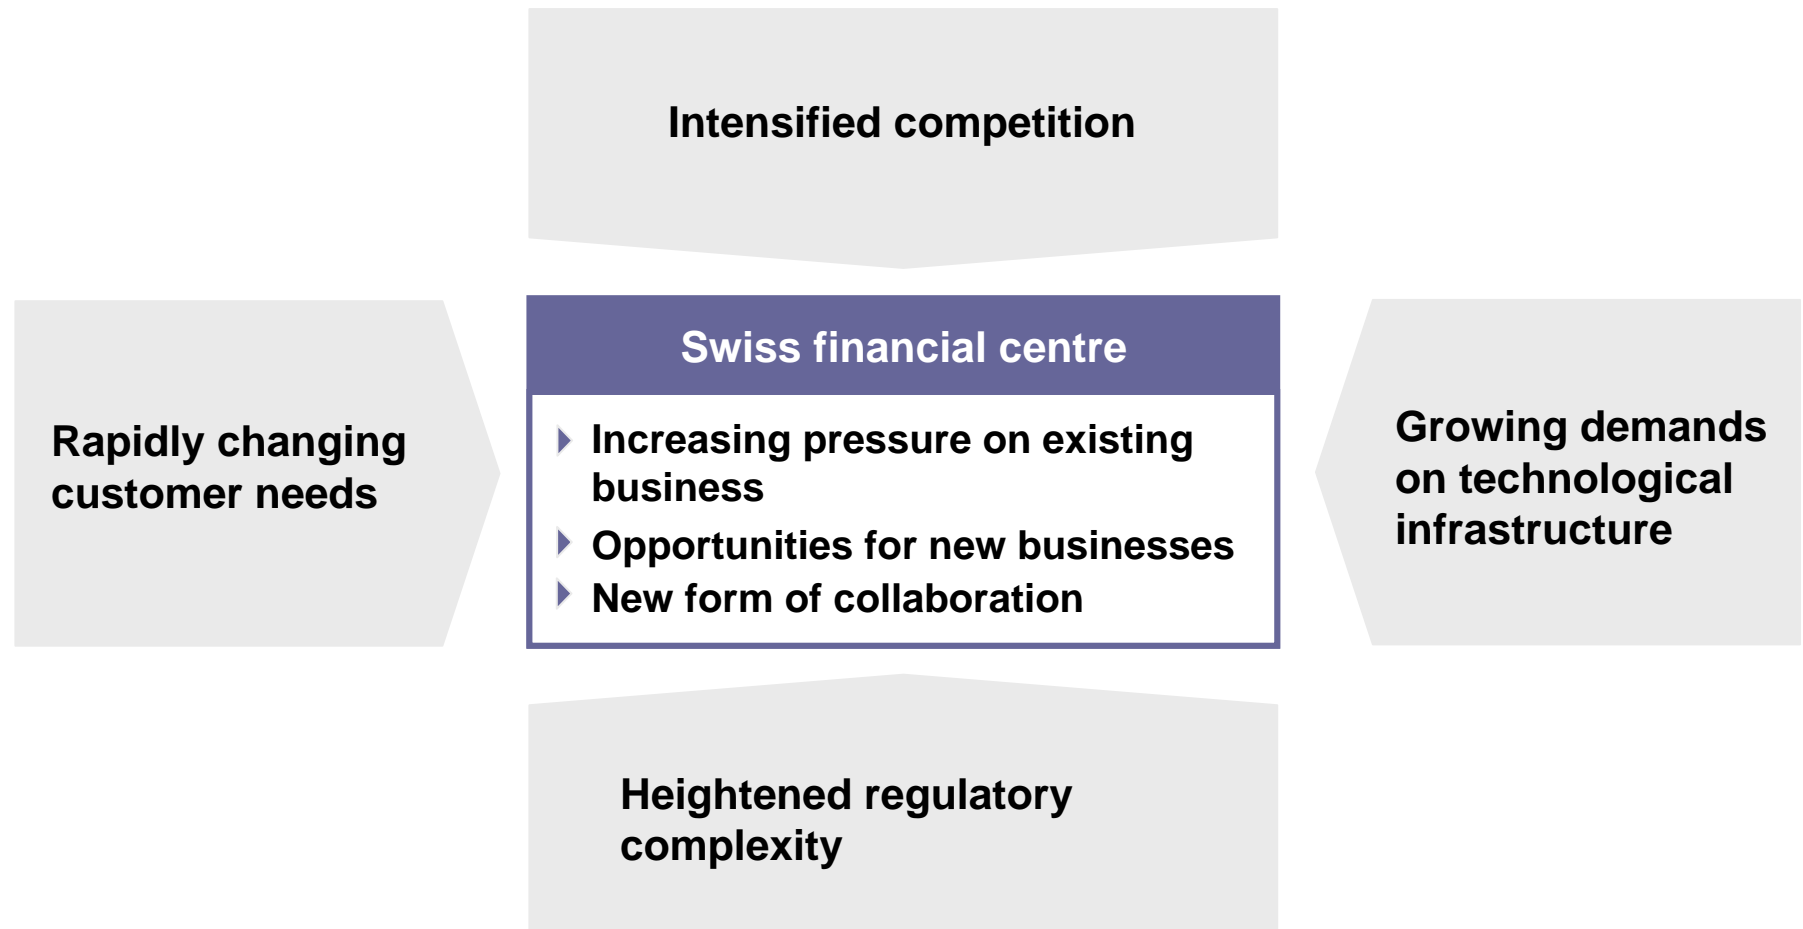 Intensified competition
Swiss financial centre
Rapidly changing
customer needs
Increasing pressure on existing
business
Opportunities for new businesses
New form of collaboration
Growing demands
on technological
infrastructure
Heightened regulatory
complexity